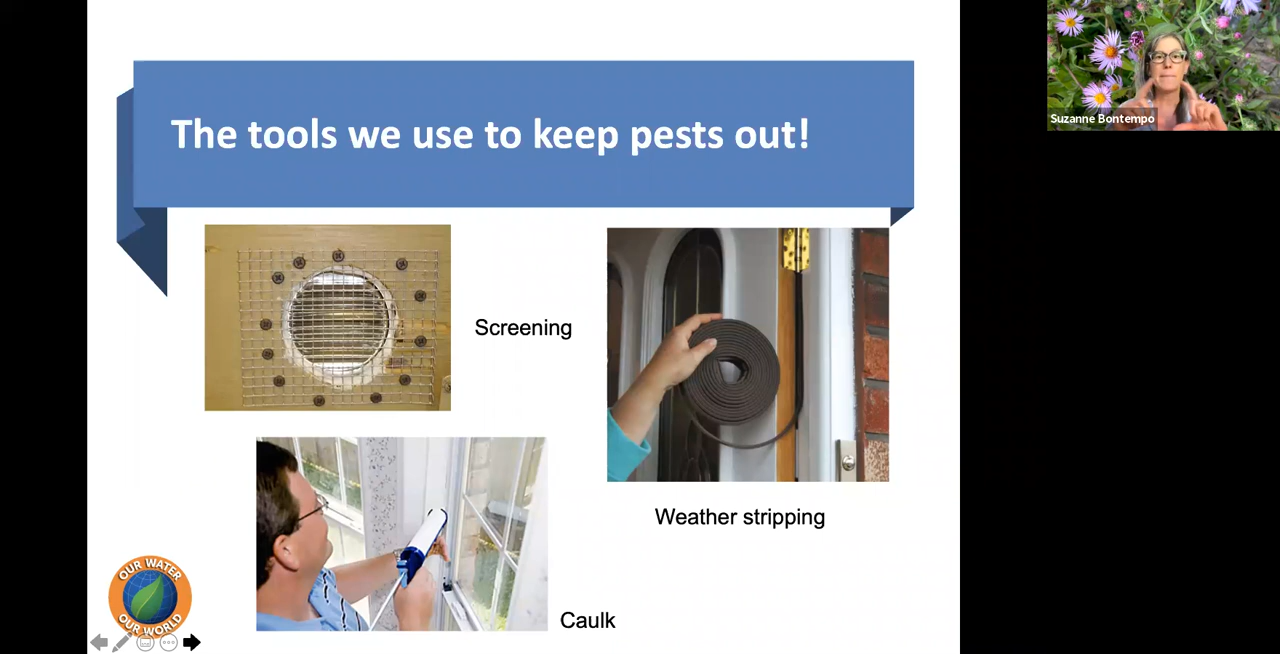 The tools we use to keep pests out!
Suzanne Bontempo
Screening
Weather stripping
Caulk
OUR WATER
OUR WORLD